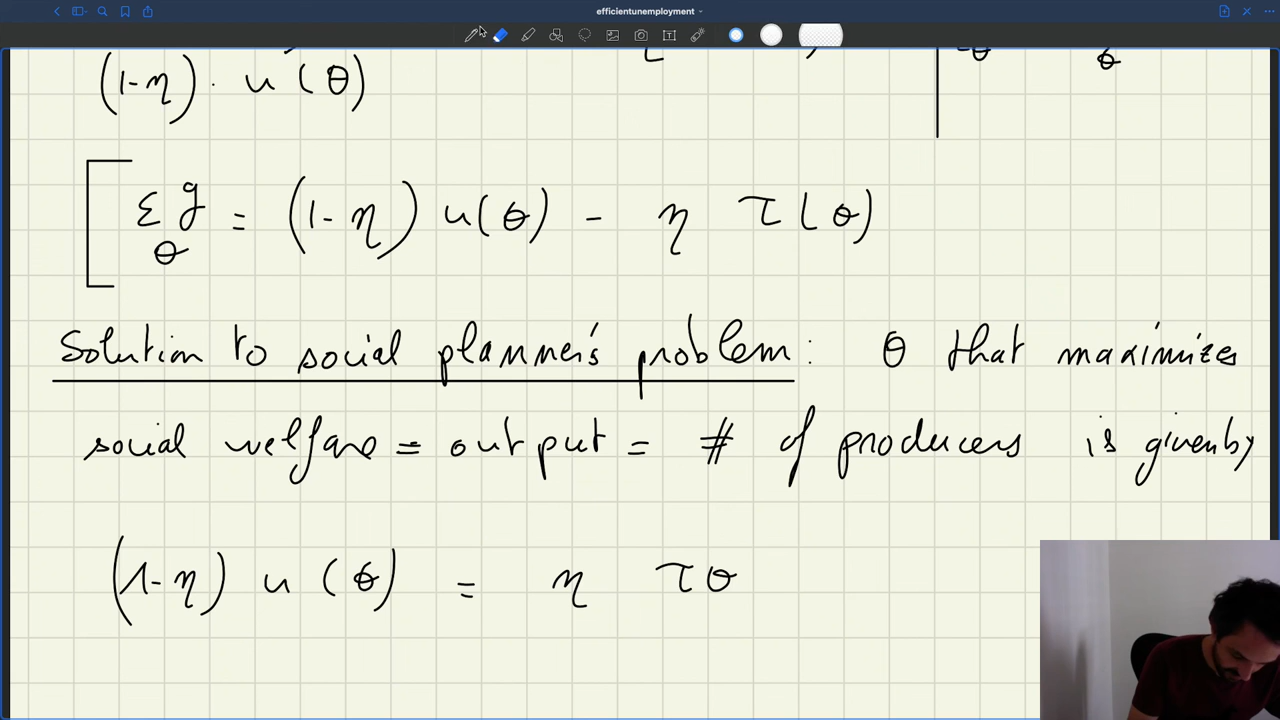 efficientunemployment
(1-η) · u(θ)
θ θ
ε g θ = (1-η) u(θ) - η τ(θ)
Solution to social planner's problem: θ that maximizes
social welfare = output = # of producers is given by
(1-η) u(θ) = η τθ